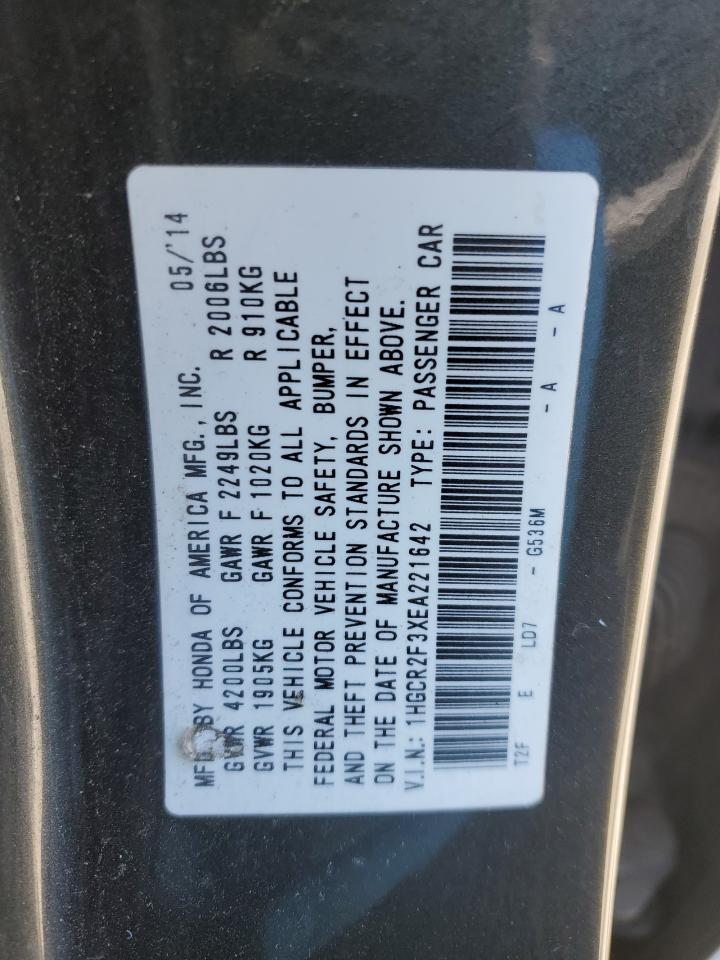 MFD BY HONDA OF AMERICA MFG., INC. 05/'14
GVWR 4200LBS GAWR F 2249LBS R 2006LBS
GVWR 1905KG GAWR F 1020KG R 910KG
THIS VEHICLE CONFORMS TO ALL APPLICABLE
FEDERAL MOTOR VEHICLE SAFETY, BUMPER,
AND THEFT PREVENTION STANDARDS IN EFFECT
ON THE DATE OF MANUFACTURE SHOWN ABOVE.
V.I.N.: 1HGCR2F3XEA221642 TYPE: PASSENGER CAR
T2F E LD7 - G536M - A - A